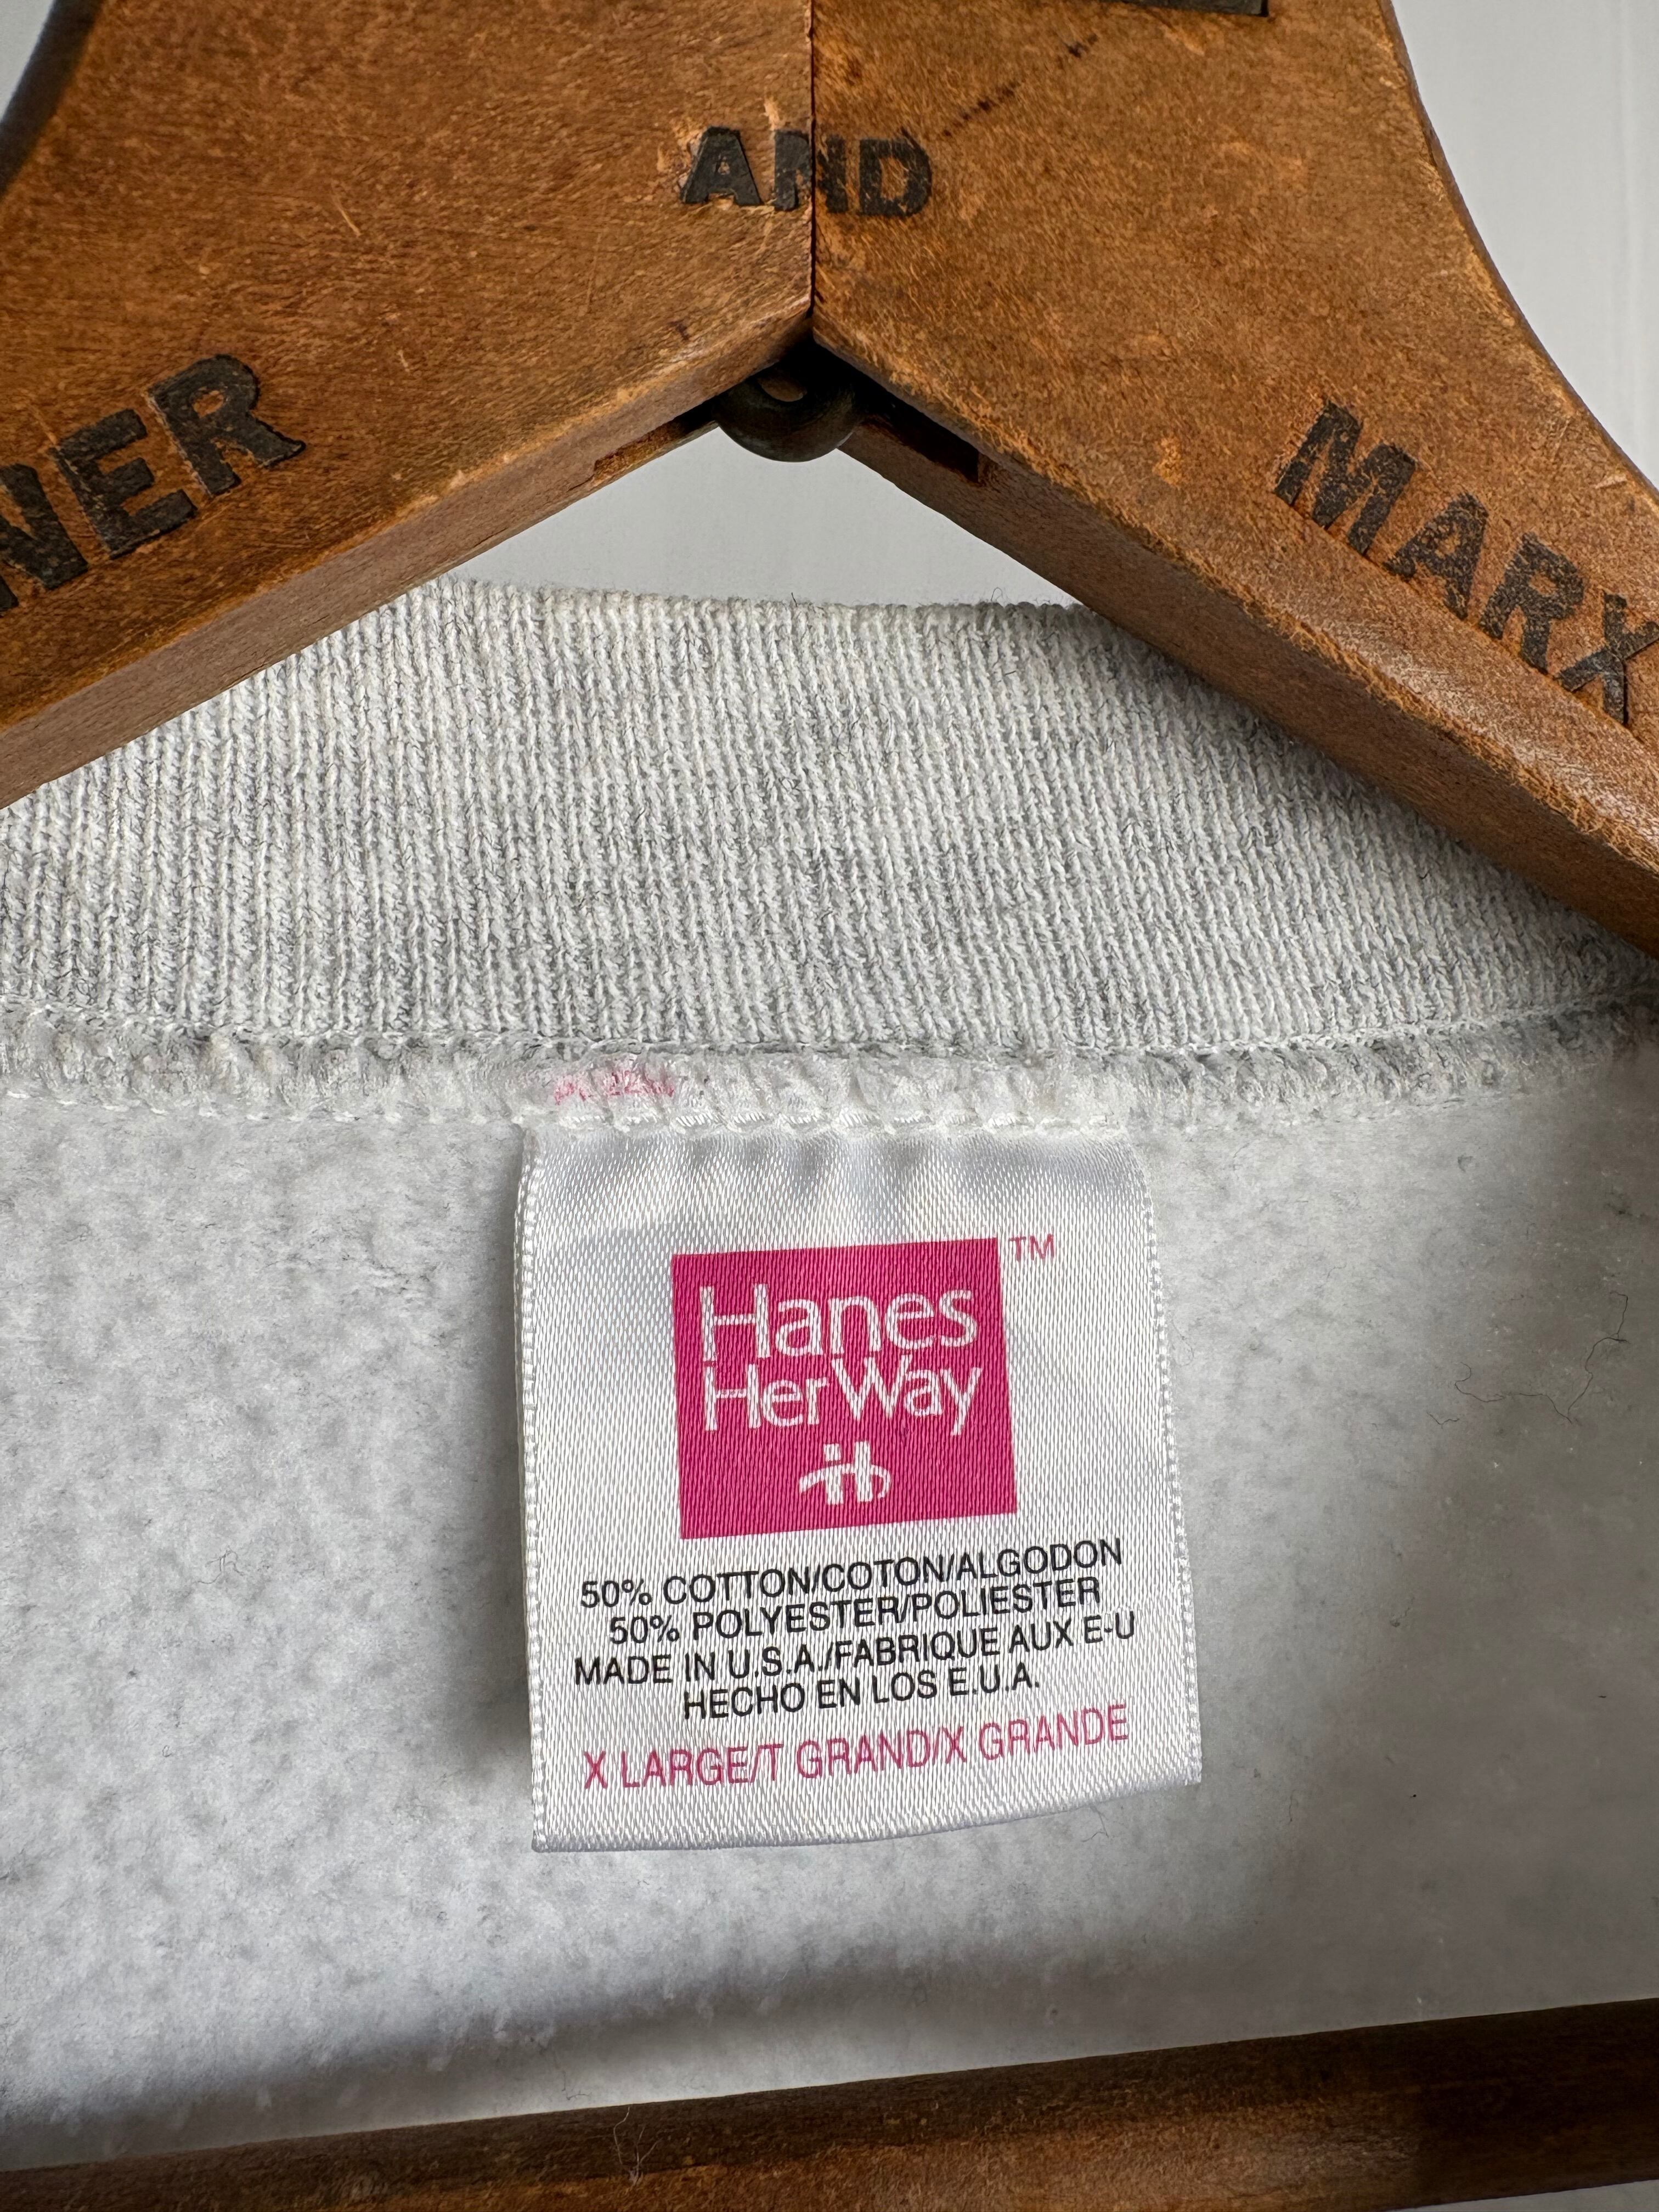 AND
NER
MARX
Hanes
HerWay
TM
50% COTTON/COTON/ALGODON
50% POLYESTER/POLIESTER
MADE IN U.S.A./FABRIQUE AUX E-U
HECHO EN LOS E.U.A.
X LARGE/T GRAND/X GRANDE